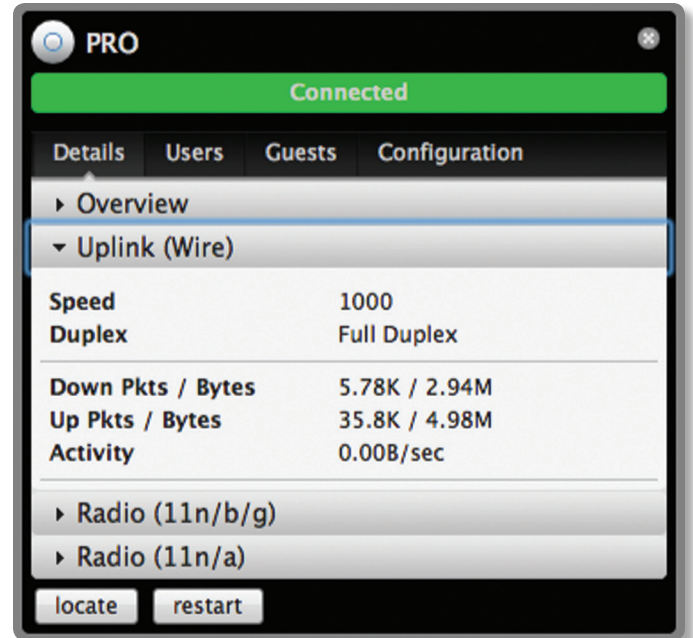 PRO
Connected
Details Users Guests Configuration
Overview
Uplink (Wire)
Speed 1000
Duplex Full Duplex
Down Pkts / Bytes 5.78K / 2.94M
Up Pkts / Bytes 35.8K / 4.98M
Activity 0.00B/sec
Radio (11n/b/g)
Radio (11n/a)
locate restart